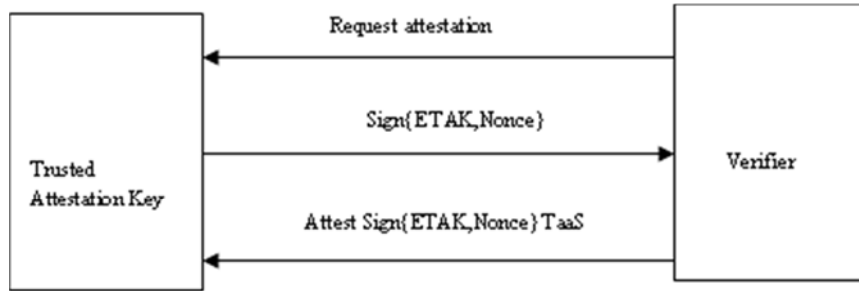 Request attestation
Sign{ETAK,Nonce}
Trusted
Attestation Key
Verifier
Attest Sign{ETAK,Nonce} TaaS